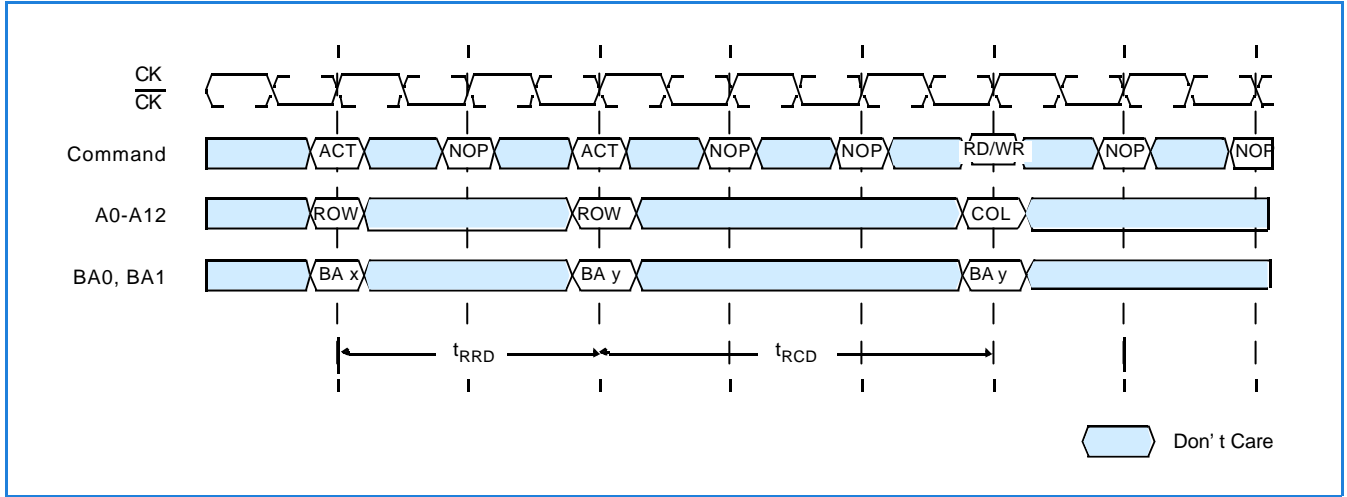 CK
CK
Command ACT NOP ACT NOP NOP RD/WR NOP NOP
A0-A12 ROW ROW COL
BA0, BA1 BA x BA y BA y
tRRD tRCD
Don' t Care